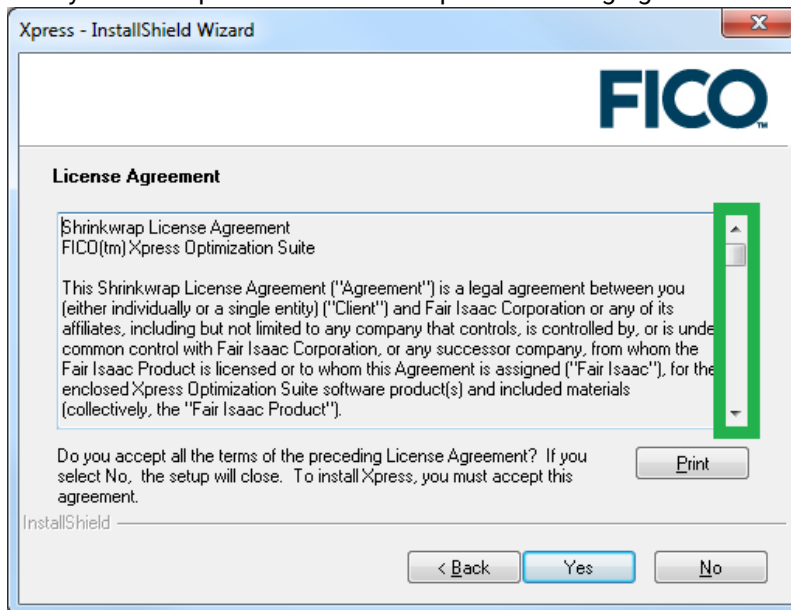 Xpress - InstallShield Wizard
FICO
License Agreement
Shrinkwrap License Agreement
FICO(tm) Xpress Optimization Suite
This Shrinkwrap License Agreement ("Agreement") is a legal agreement between you
(either individually or a single entity) ("Client") and Fair Isaac Corporation or any of its
affiliates, including but not limited to any company that controls, is controlled by, or is unde
common control with Fair Isaac Corporation, or any successor company, from whom the
Fair Isaac Product is licensed or to whom this Agreement is assigned ("Fair Isaac"), for the
enclosed Xpress Optimization Suite software product(s) and included materials
(collectively, the "Fair Isaac Product").
Do you accept all the terms of the preceding License Agreement? If you
select No, the setup will close. To install Xpress, you must accept this
agreement.
Print
InstallShield
< Back
Yes
No